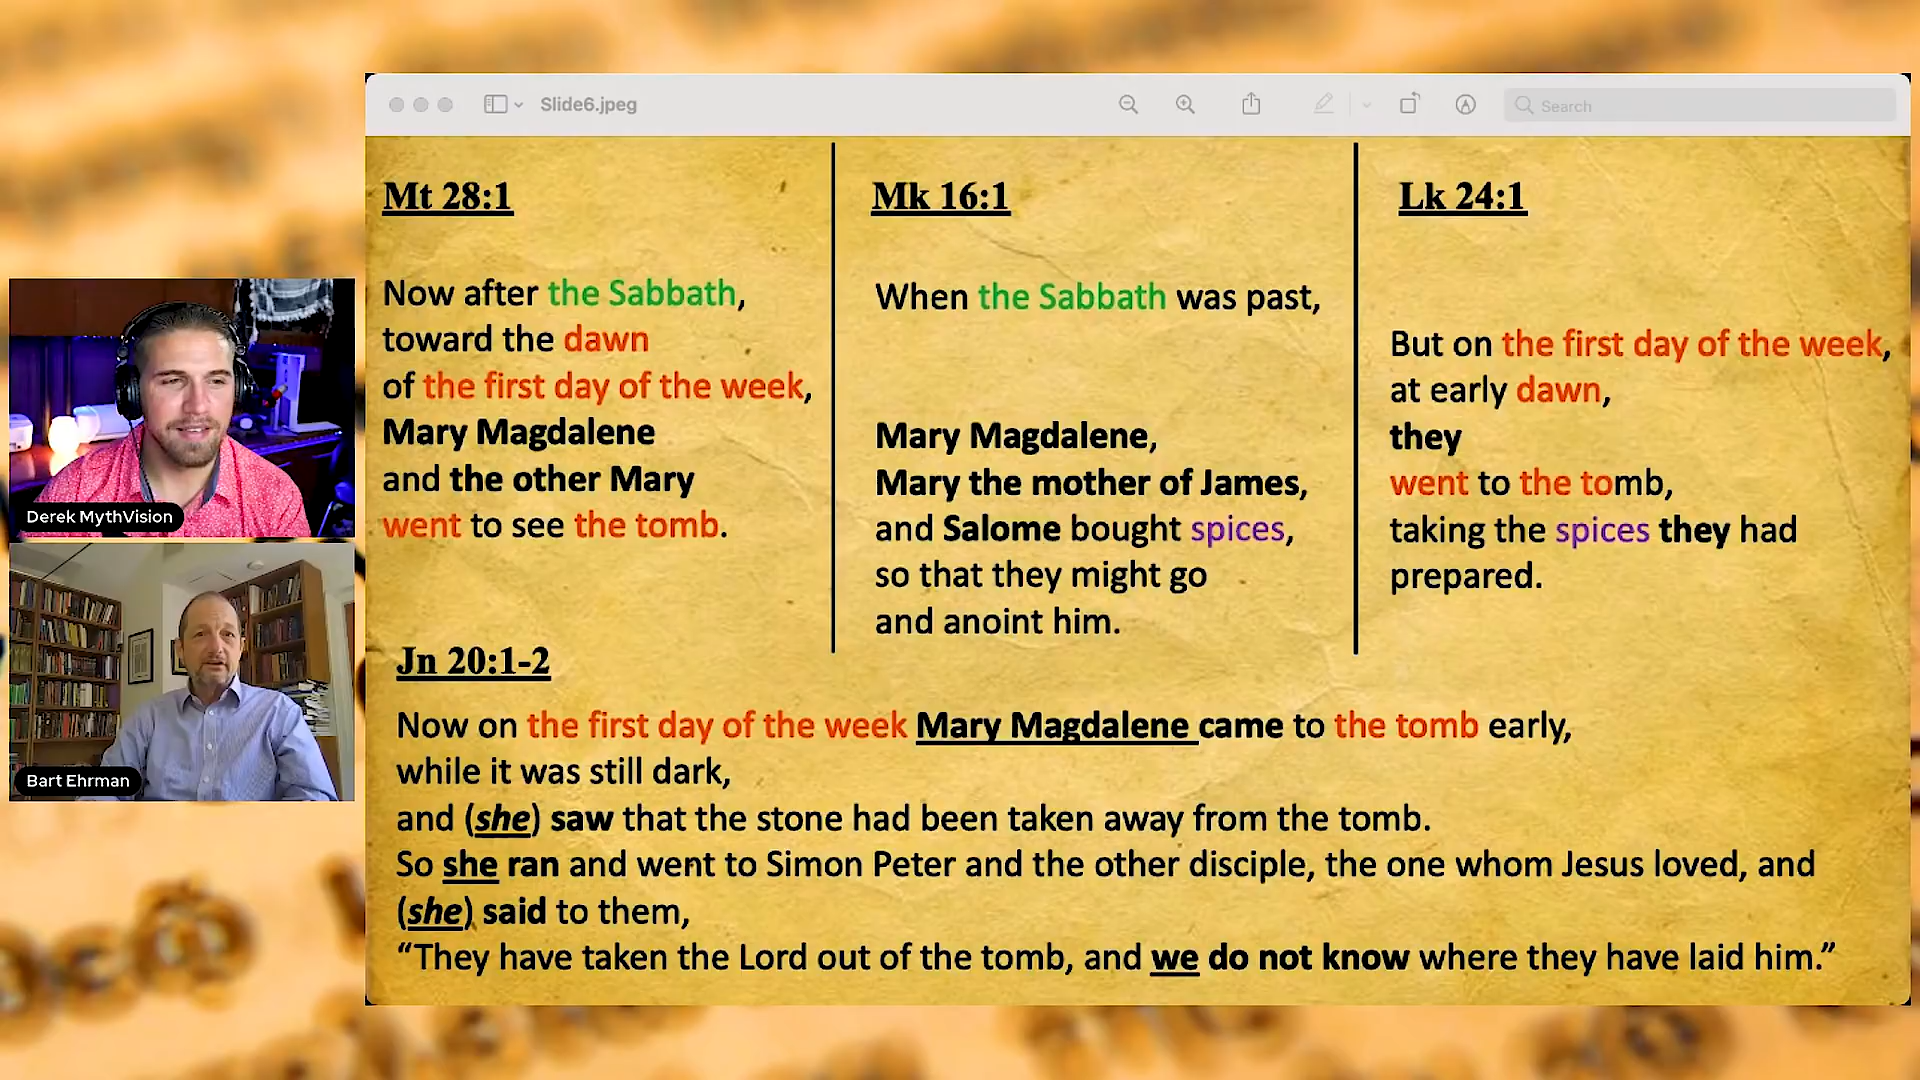 Slide6.jpeg
Search
Mt 28:1
Now after the Sabbath,
toward the dawn
of the first day of the week,
Mary Magdalene
and the other Mary
went to see the tomb.
Mk 16:1
When the Sabbath was past,
Mary Magdalene,
Mary the mother of James,
and Salome bought spices,
so that they might go
and anoint him.
Lk 24:1
But on the first day of the week,
at early dawn,
they
went to the tomb,
taking the spices they had
prepared.
Jn 20:1-2
Now on the first day of the week Mary Magdalene came to the tomb early,
while it was still dark,
and (she) saw that the stone had been taken away from the tomb.
So she ran and went to Simon Peter and the other disciple, the one whom Jesus loved, and
(she) said to them,
“They have taken the Lord out of the tomb, and we do not know where they have laid him.”
Derek MythVision
Bart Ehrman